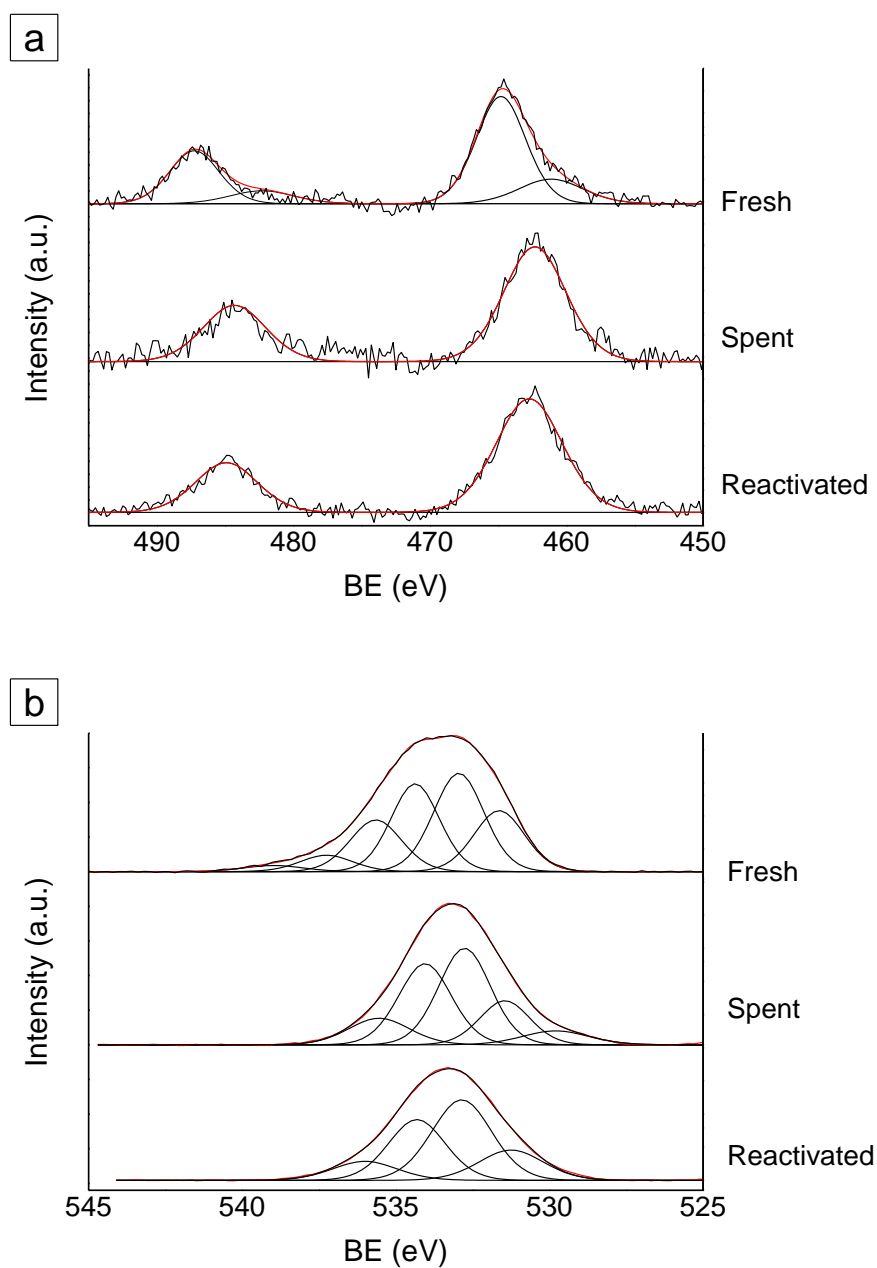 a
Intensity (a.u.)
Fresh
Spent
Reactivated
490 480 470 460 450
BE (eV)
b
Intensity (a.u.)
Fresh
Spent
Reactivated
545 540 535 530 525
BE (eV)